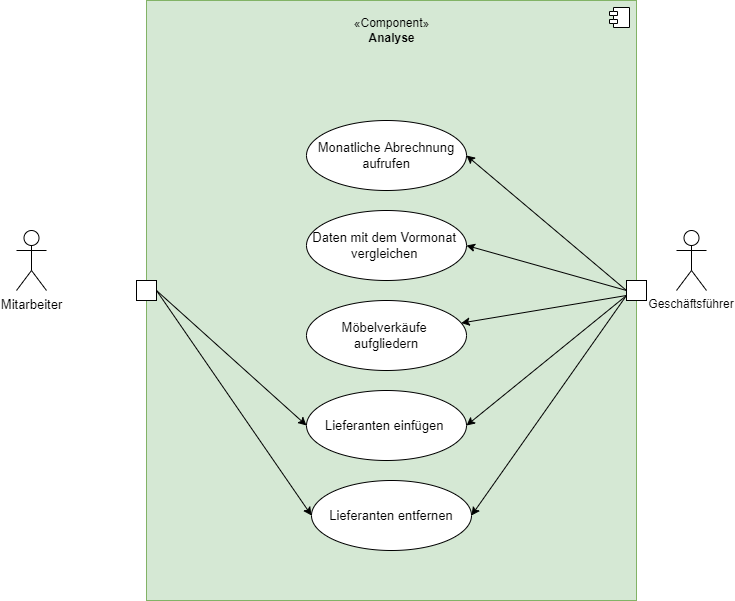 «Component»
Analyse
Monatliche Abrechnung
aufrufen
Daten mit dem Vormonat
vergleichen
Möbelverkäufe
aufgliedern
Lieferanten einfügen
Lieferanten entfernen
Mitarbeiter
Geschäftsführer